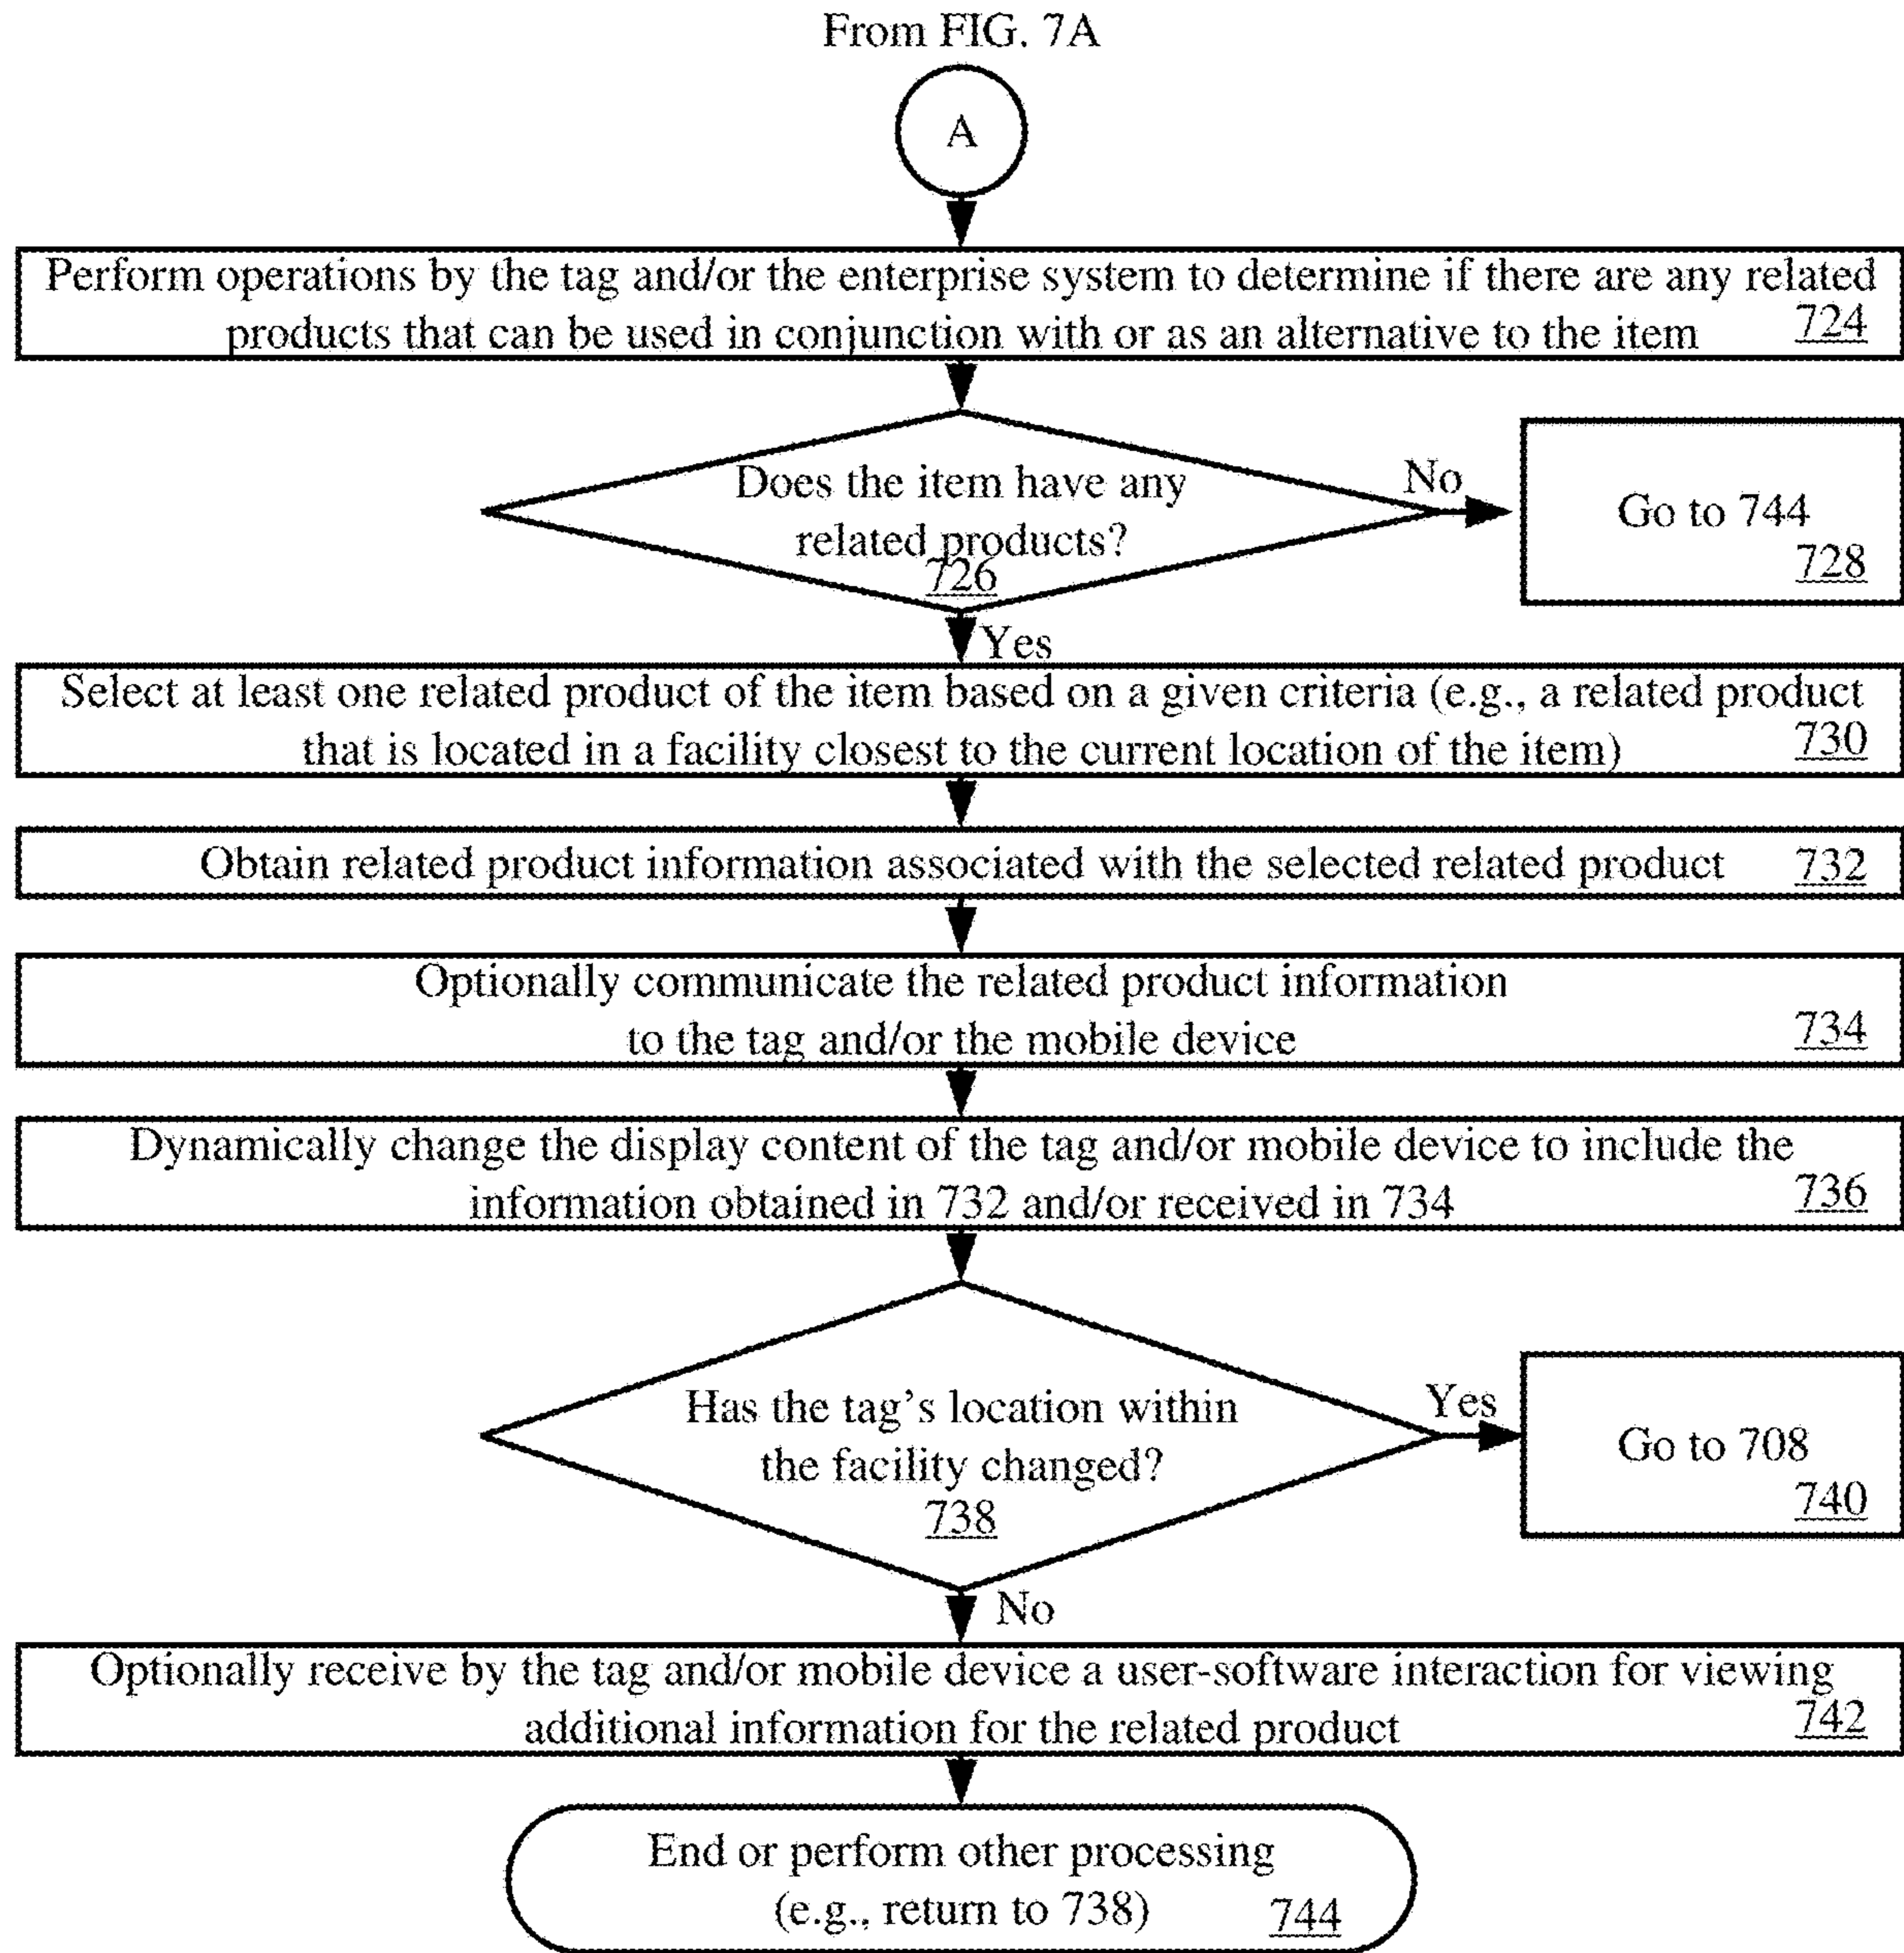 From FIG. 7A
A
Perform operations by the tag and/or the enterprise system to determine if there are any related
products that can be used in conjunction with or as an alternative to the item 724
Does the item have any
related products?
726
No
Go to 744
728
Yes
Select at least one related product of the item based on a given criteria (e.g., a related product
that is located in a facility closest to the current location of the item) 730
Obtain related product information associated with the selected related product 732
Optionally communicate the related product information
to the tag and/or the mobile device 734
Dynamically change the display content of the tag and/or mobile device to include the
information obtained in 732 and/or received in 734 736
Has the tag's location within
the facility changed?
738
Yes
Go to 708
740
No
Optionally receive by the tag and/or mobile device a user-software interaction for viewing
additional information for the related product 742
End or perform other processing
(e.g., return to 738) 744